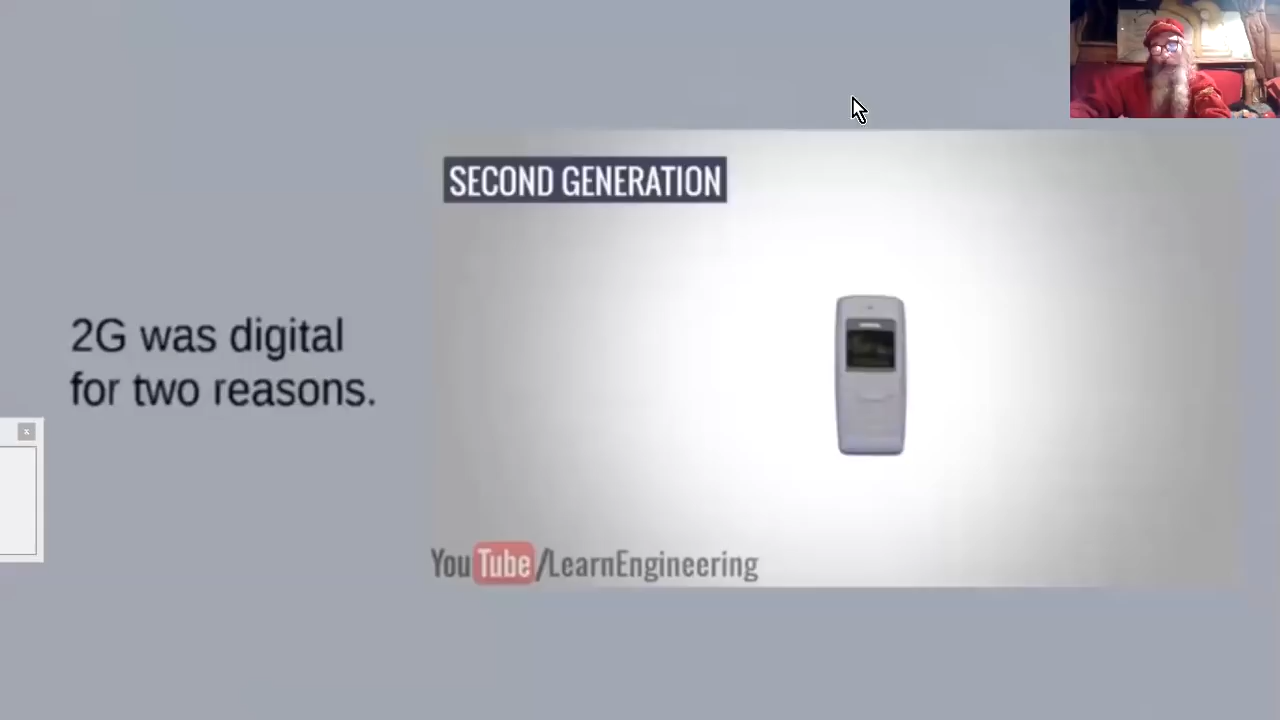 SECOND GENERATION
2G was digital
for two reasons.
x
YouTube/LearnEngineering